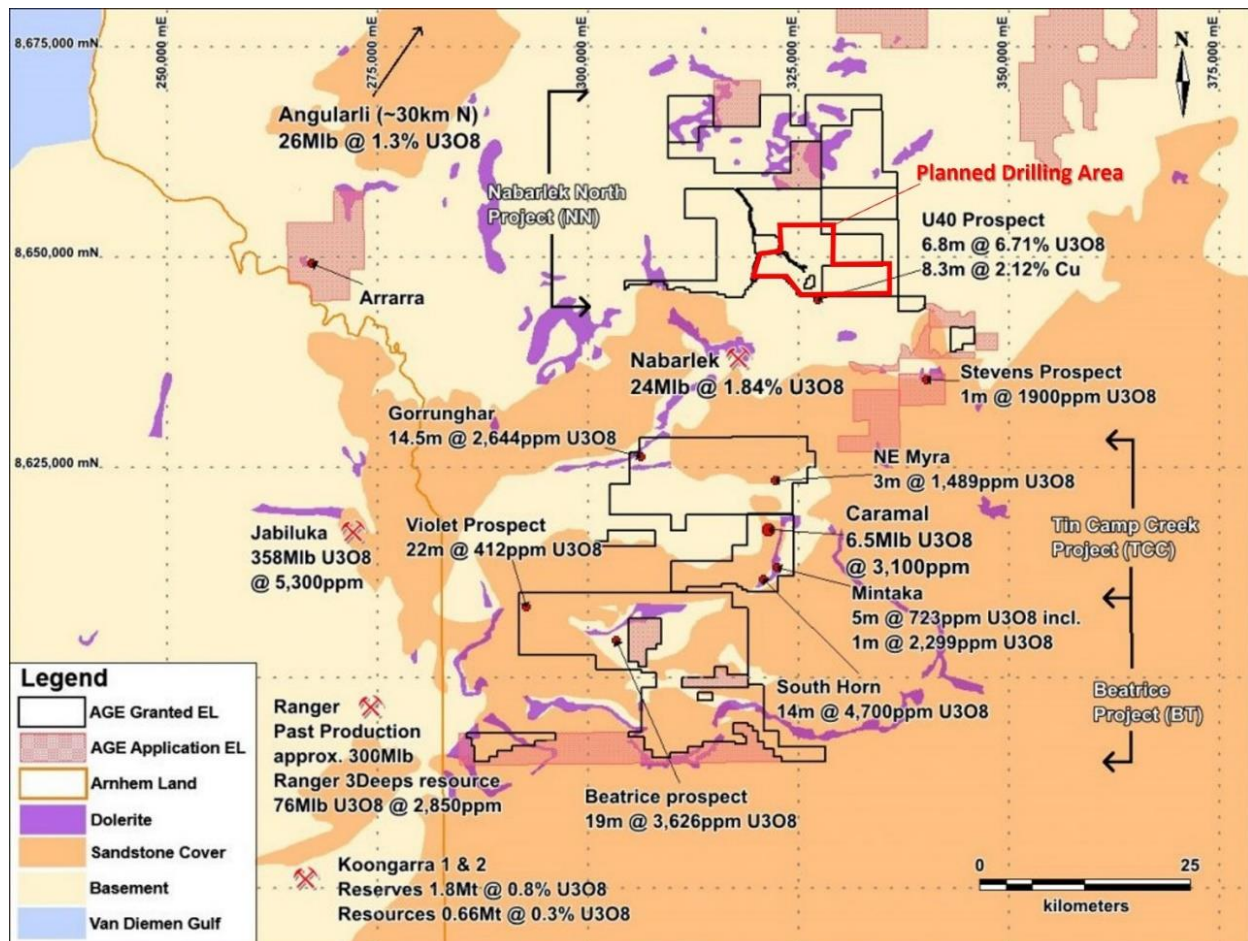 250,000 mE
275,000 mE
300,000 mE
325,000 mE
350,000 mE
375,000 mE
8,675,000 mN
N
Angularli (~30km N)
26Mlb @ 1.3% U3O8
Nabarlek North
Project (NN)
Planned Drilling Area
U40 Prospect
6.8m @ 6.71% U3O8
8.3m @ 2.12% Cu
8,650,000 mN
Arrarra
Nabarlek
24Mlb @ 1.84% U3O8
Stevens Prospect
1m @ 1900ppm U3O8
Gorrunghar
14.5m @ 2,644ppm U3O8
8,625,000 mN
NE Myra
3m @ 1,489ppm U3O8
Jabiluka
358Mlb U3O8
@ 5,300ppm
Violet Prospect
22m @ 412ppm U3O8
Caramal
6.5Mlb U3O8
@ 3,100ppm
Tin Camp Creek
Project (TCC)
Mintaka
5m @ 723ppm U3O8 incl.
1m @ 2,299ppm U3O8
South Horn
14m @ 4,700ppm U3O8
Beatrice
Project (BT)
Ranger
Past Production
approx. 300Mlb
Ranger 3Deeps resource
76Mlb U3O8 @ 2,850ppm
Beatrice prospect
19m @ 3,626ppm U3O8
Koongarra 1 & 2
Reserves 1.8Mt @ 0.8% U3O8
Resources 0.66Mt @ 0.3% U3O8
0 25
kilometers
Legend
AGE Granted EL
AGE Application EL
Arnhem Land
Dolerite
Sandstone Cover
Basement
Van Diemen Gulf